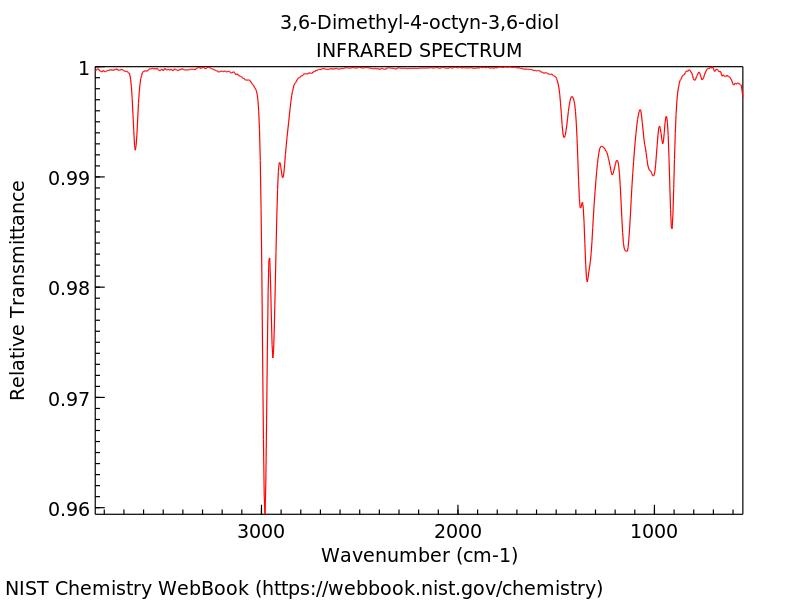 3,6-Dimethyl-4-octyn-3,6-diol
INFRARED SPECTRUM
1
0.99
0.98
0.97
0.96
Relative Transmittance
3000 2000 1000
Wavenumber (cm-1)
NIST Chemistry WebBook (https://webbook.nist.gov/chemistry)